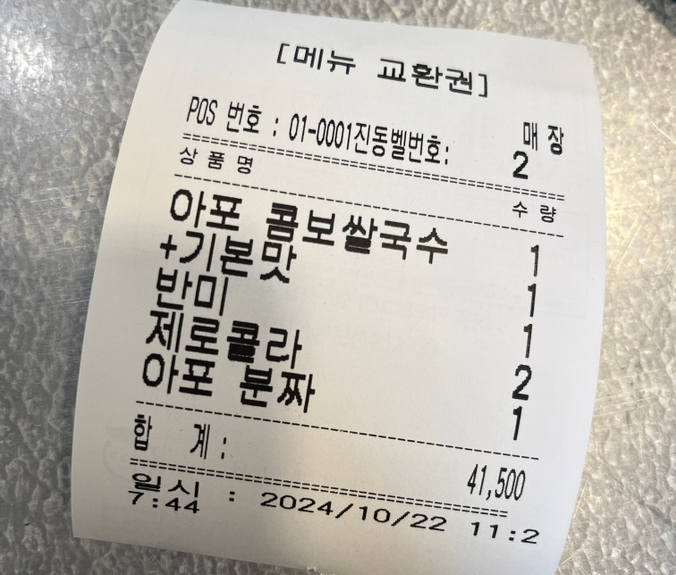 [메뉴 교환권]
POS 번호 : 01-0001진동벨번호: 매 장 2
상 품 명 수 량
아포 콤보쌀국수 1
+기본맛 1
반미 1
제로콜라 2
아포 분짜 1
합 계: 41,500
일시 : 2024/10/22 11:2
7:44